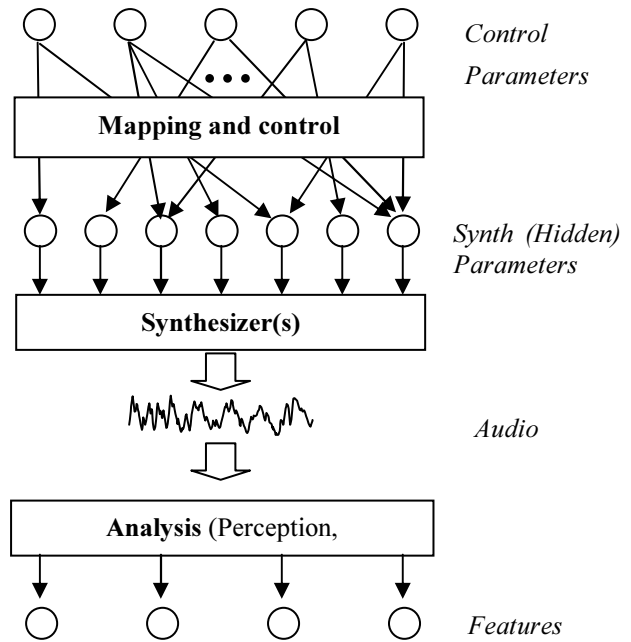 Control
Parameters
Mapping and control
Synth (Hidden)
Parameters
Synthesizer(s)
Audio
Analysis (Perception,
Features